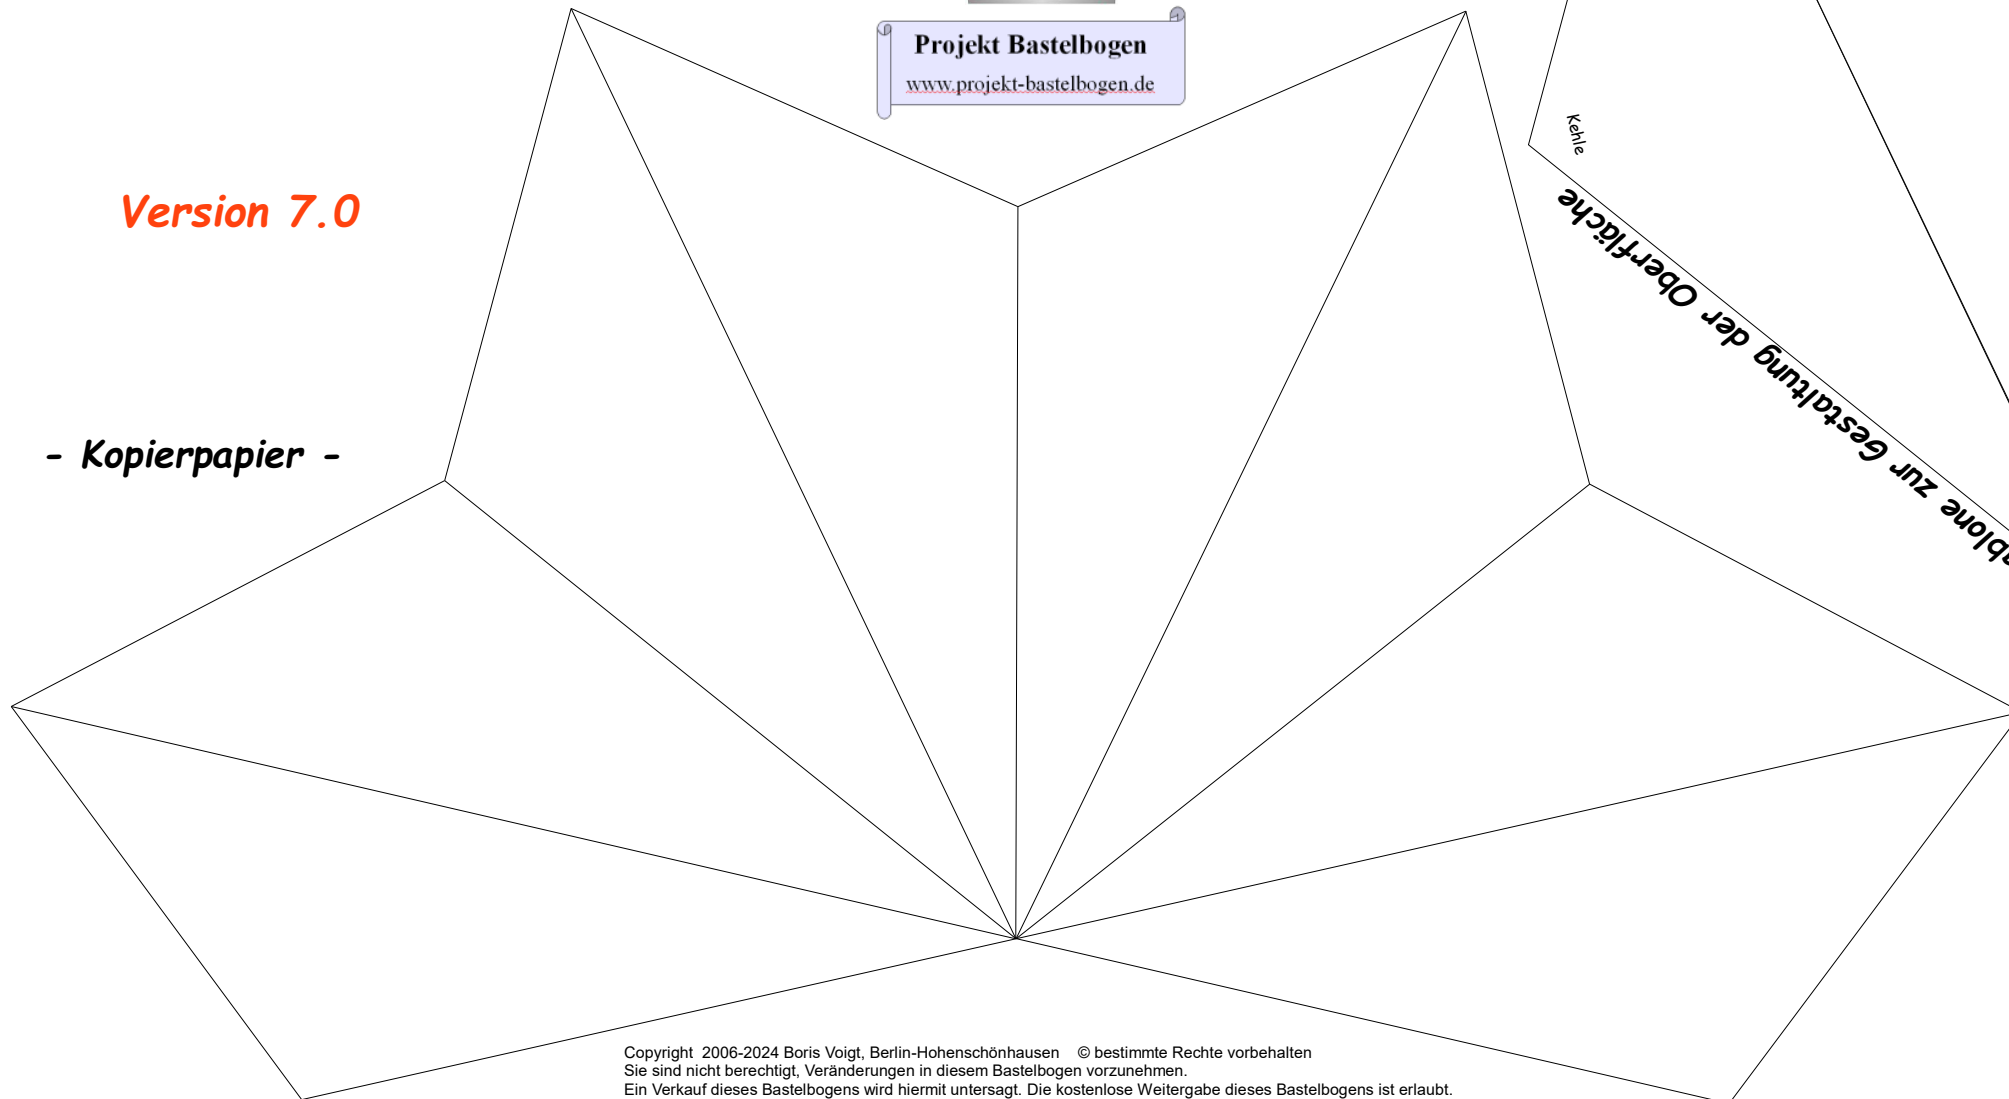 Projekt Bastelbogen
www.projekt-bastelbogen.de
Kehle
Version 7.0
zur Gestaltung der Oberfläche
- Kopierpapier -
Copyright 2006-2024 Boris Voigt, Berlin-Hohenschönhausen © bestimmte Rechte vorbehalten
Sie sind nicht berechtigt, Veränderungen in diesem Bastelbogen vorzunehmen.
Ein Verkauf dieses Bastelbogens wird hiermit untersagt. Die kostenlose Weitergabe dieses Bastelbogens ist erlaubt.